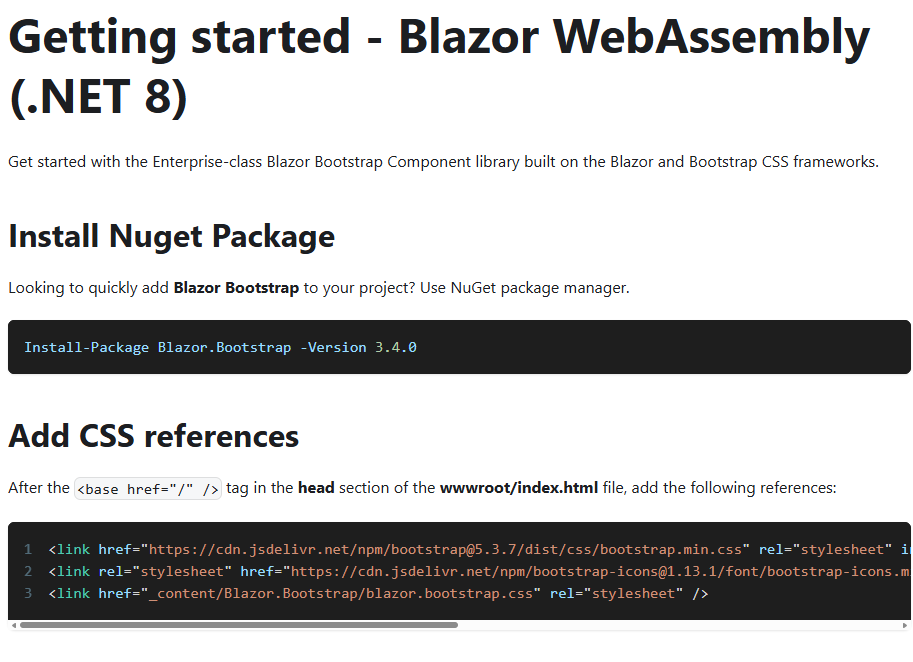 Getting started - Blazor WebAssembly
(.NET 8)
Get started with the Enterprise-class Blazor Bootstrap Component library built on the Blazor and Bootstrap CSS frameworks.
Install Nuget Package
Looking to quickly add Blazor Bootstrap to your project? Use NuGet package manager.
Install-Package Blazor.Bootstrap -Version 3.4.0
Add CSS references
After the <base href="/" /> tag in the head section of the wwwroot/index.html file, add the following references:
1 <link href="https://cdn.jsdelivr.net/npm/bootstrap@5.3.7/dist/css/bootstrap.min.css" rel="stylesheet"
2 <link rel="stylesheet" href="https://cdn.jsdelivr.net/npm/bootstrap-icons@1.13.1/font/bootstrap-icons.m
3 <link href="_content/Blazor.Bootstrap/blazor.bootstrap.css" rel="stylesheet" />